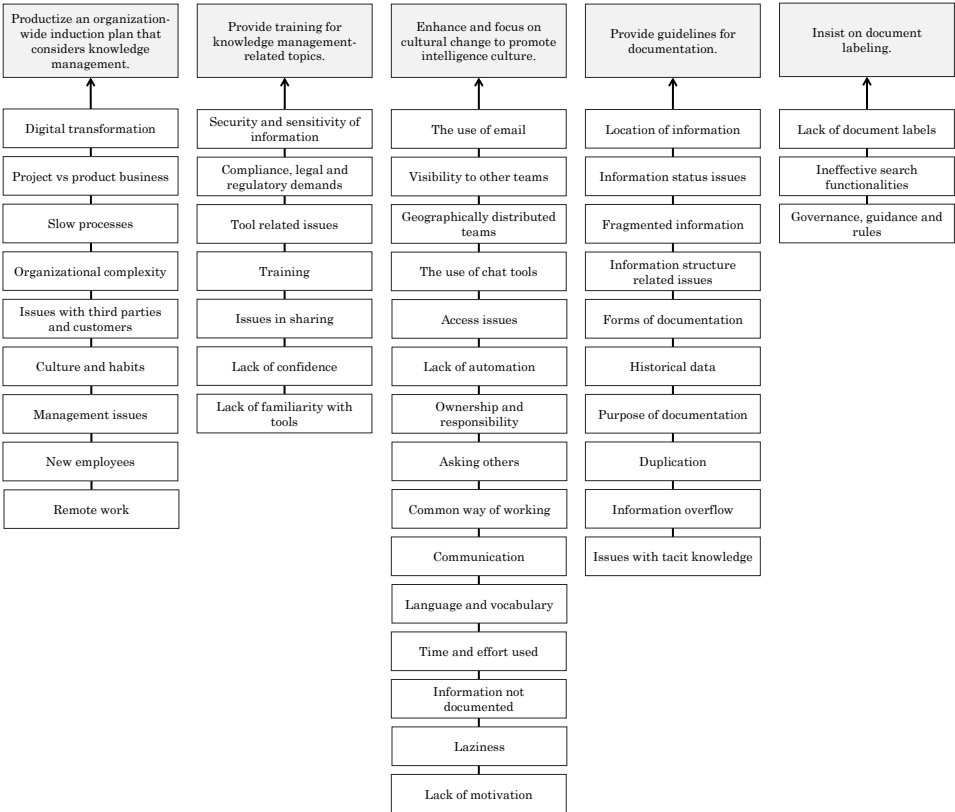 Productize an organization-
wide induction plan that
considers knowledge
management.
Digital transformation
Project vs product business
Slow processes
Organizational complexity
Issues with third parties
and customers
Culture and habits
Management issues
New employees
Remote work
Provide training for
knowledge management-
related topics.
Security and sensitivity of
information
Compliance, legal and
regulatory demands
Tool related issues
Training
Issues in sharing
Lack of confidence
Lack of familiarity with
tools
Enhance and focus on
cultural change to promote
intelligence culture.
The use of email
Visibility to other teams
Geographically distributed
teams
The use of chat tools
Access issues
Lack of automation
Ownership and
responsibility
Asking others
Common way of working
Communication
Language and vocabulary
Time and effort used
Information not
documented
Laziness
Lack of motivation
Provide guidelines for
documentation.
Location of information
Information status issues
Fragmented information
Information structure
related issues
Forms of documentation
Historical data
Purpose of documentation
Duplication
Information overflow
Issues with tacit knowledge
Insist on document
labeling.
Lack of document labels
Ineffective search
functionalities
Governance, guidance and
rules